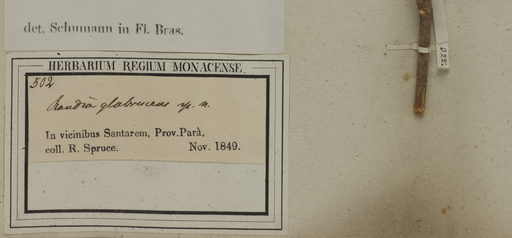 det. Schumann in Fl. Bras.
HERBARIUM REGIUM MONACENSE.
502
Randia glabrescens sp. n.
In vicinibus Santarem, Prov. Parà,
coll. R. Spruce. Nov. 1849.